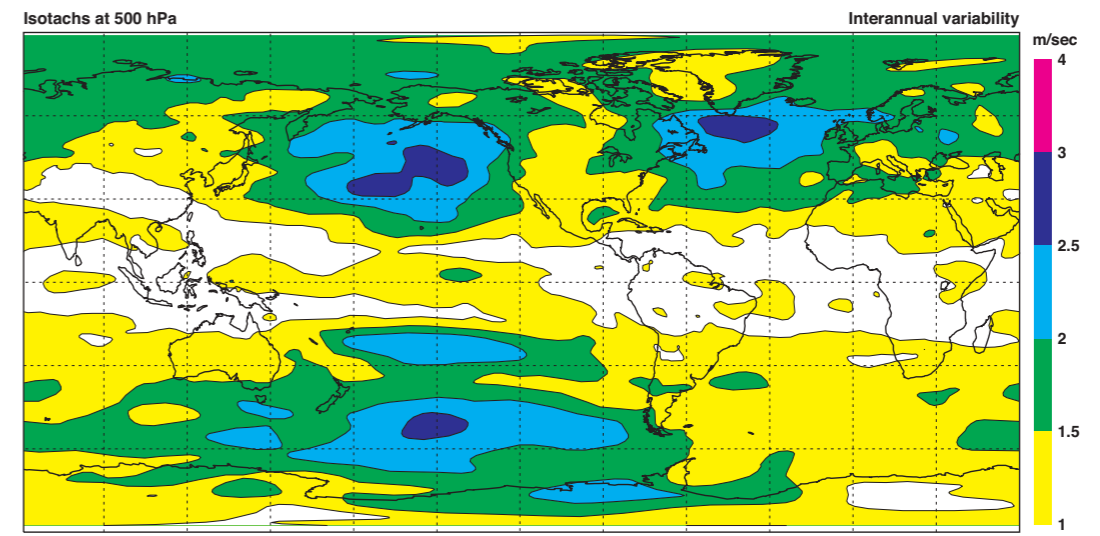 Isotachs at 500 hPa
Interannual variability
m/sec
4
3
2.5
2
1.5
1